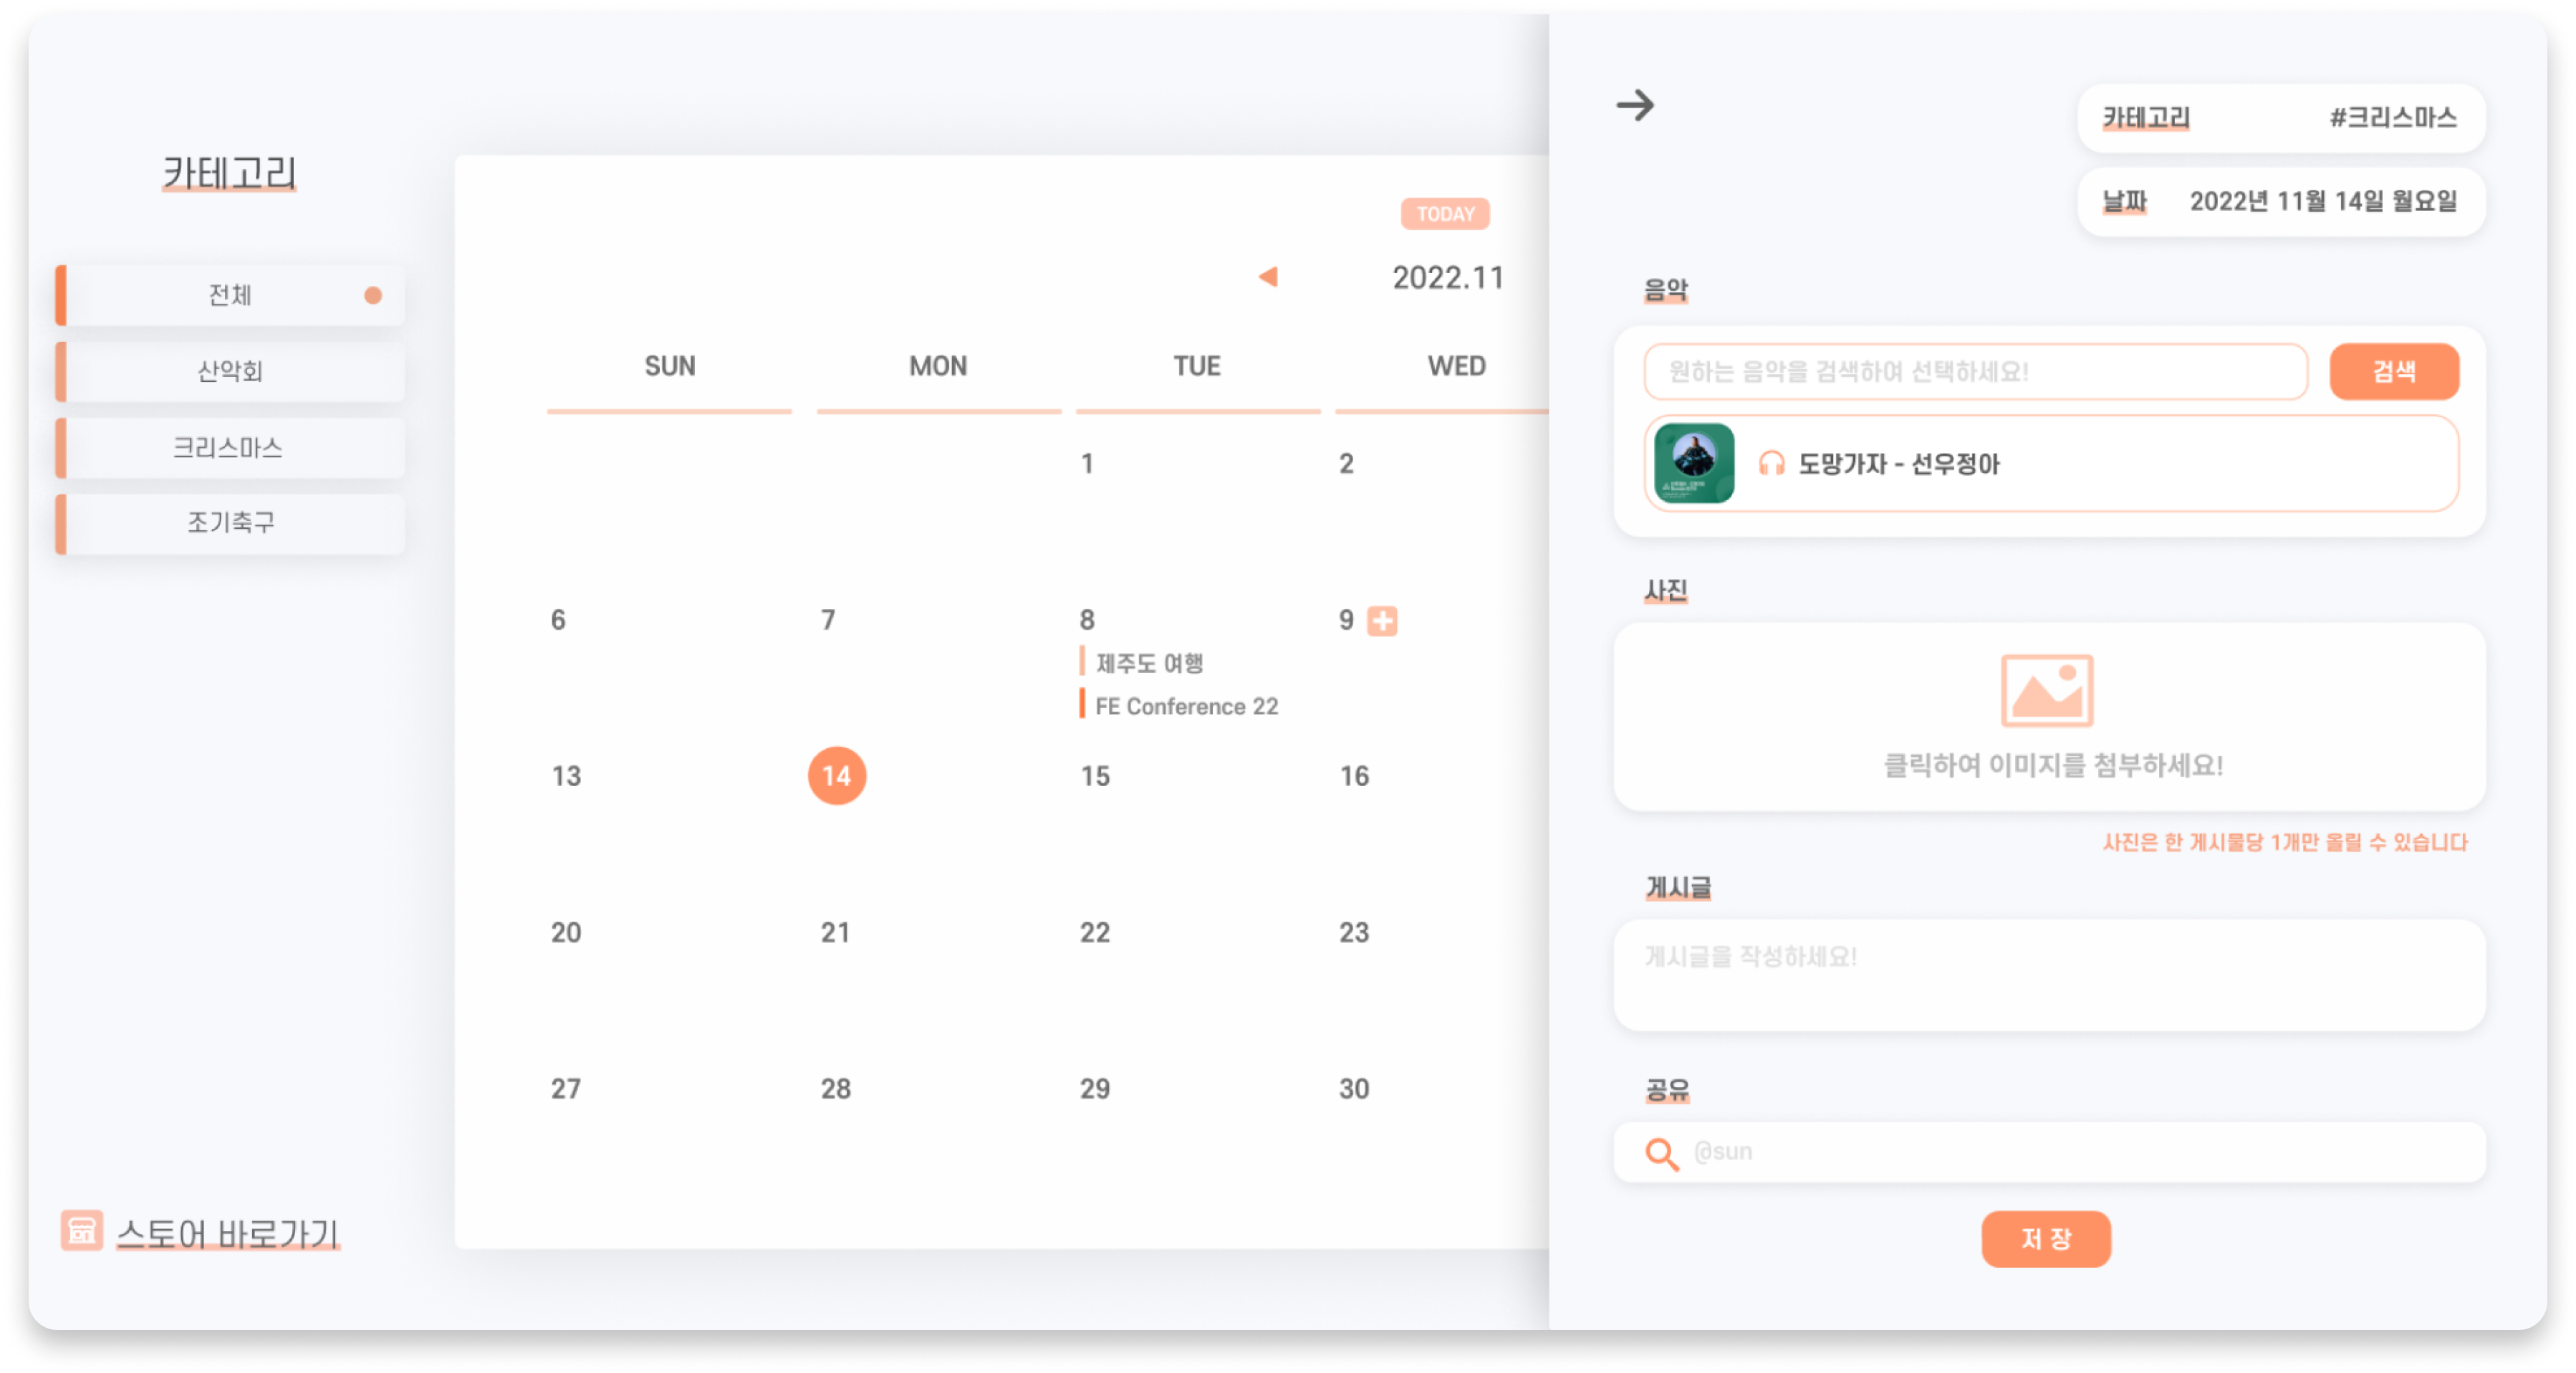 카테고리
전체
산악회
크리스마스
조기축구
스토어 바로가기
TODAY
2022.11
SUN MON TUE WED
1 2
6 7 8 9
제주도 여행
FE Conference 22
13 14 15 16
20 21 22 23
27 28 29 30
카테고리 #크리스마스
날짜 2022년 11월 14일 월요일
음악
원하는 음악을 검색하여 선택하세요! 검색
도망가자 - 선우정아
사진
클릭하여 이미지를 첨부하세요!
사진은 한 게시물당 1개만 올릴 수 있습니다
게시글
게시글을 작성하세요!
공유
@sun
저 장